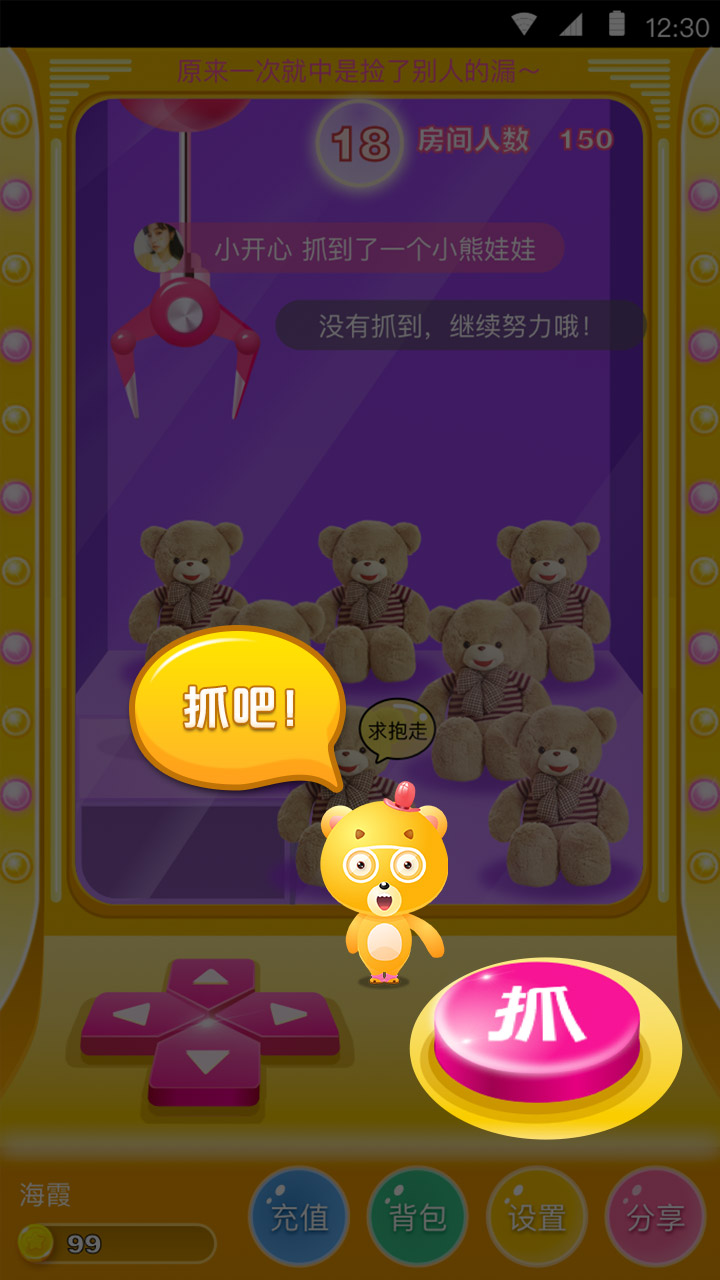 12:30
原来一次就中是捡了别人的漏~
18
房间人数 150
小开心 抓到了一个小熊娃娃
没有抓到，继续努力哦！
抓吧！
求抱走
抓
海霞
99
充值
背包
设置
分享